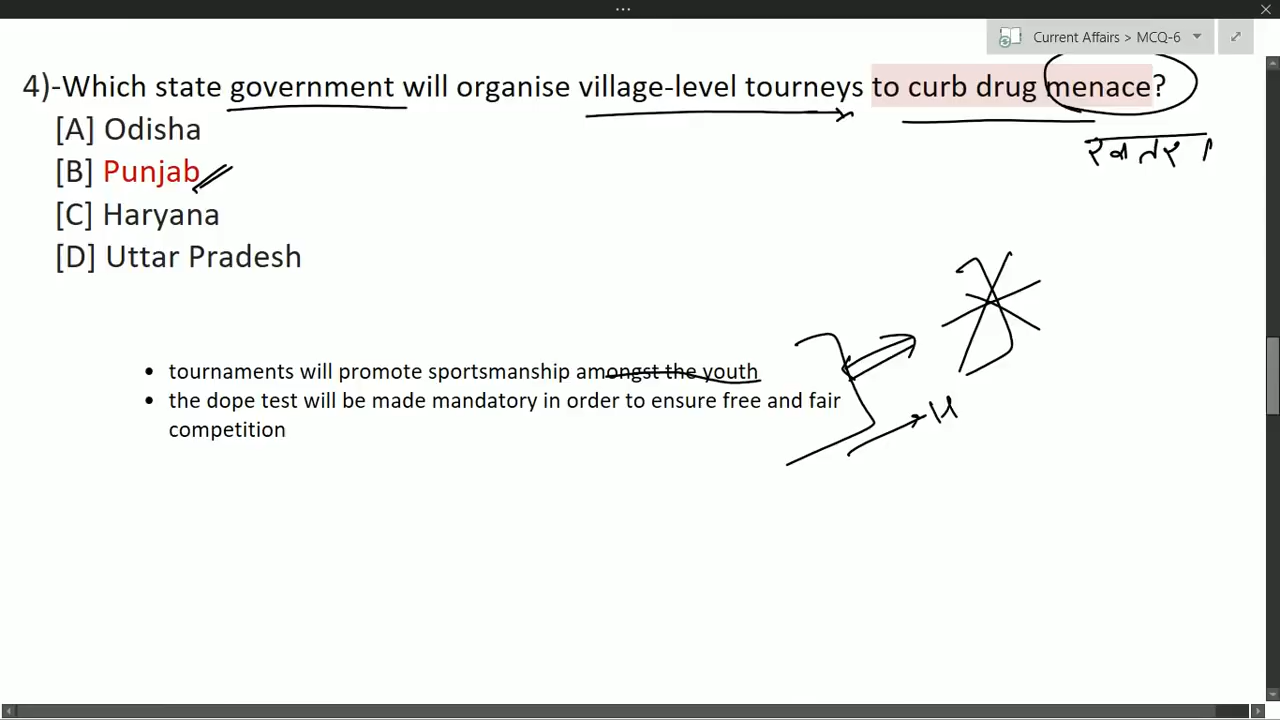 Current Affairs > MCQ-6
4)-Which state government will organise village-level tourneys to curb drug menace?
[A] Odisha
खतरा
[B] Punjab
[C] Haryana
[D] Uttar Pradesh
• tournaments will promote sportsmanship amongst the youth
• the dope test will be made mandatory in order to ensure free and fair
competition